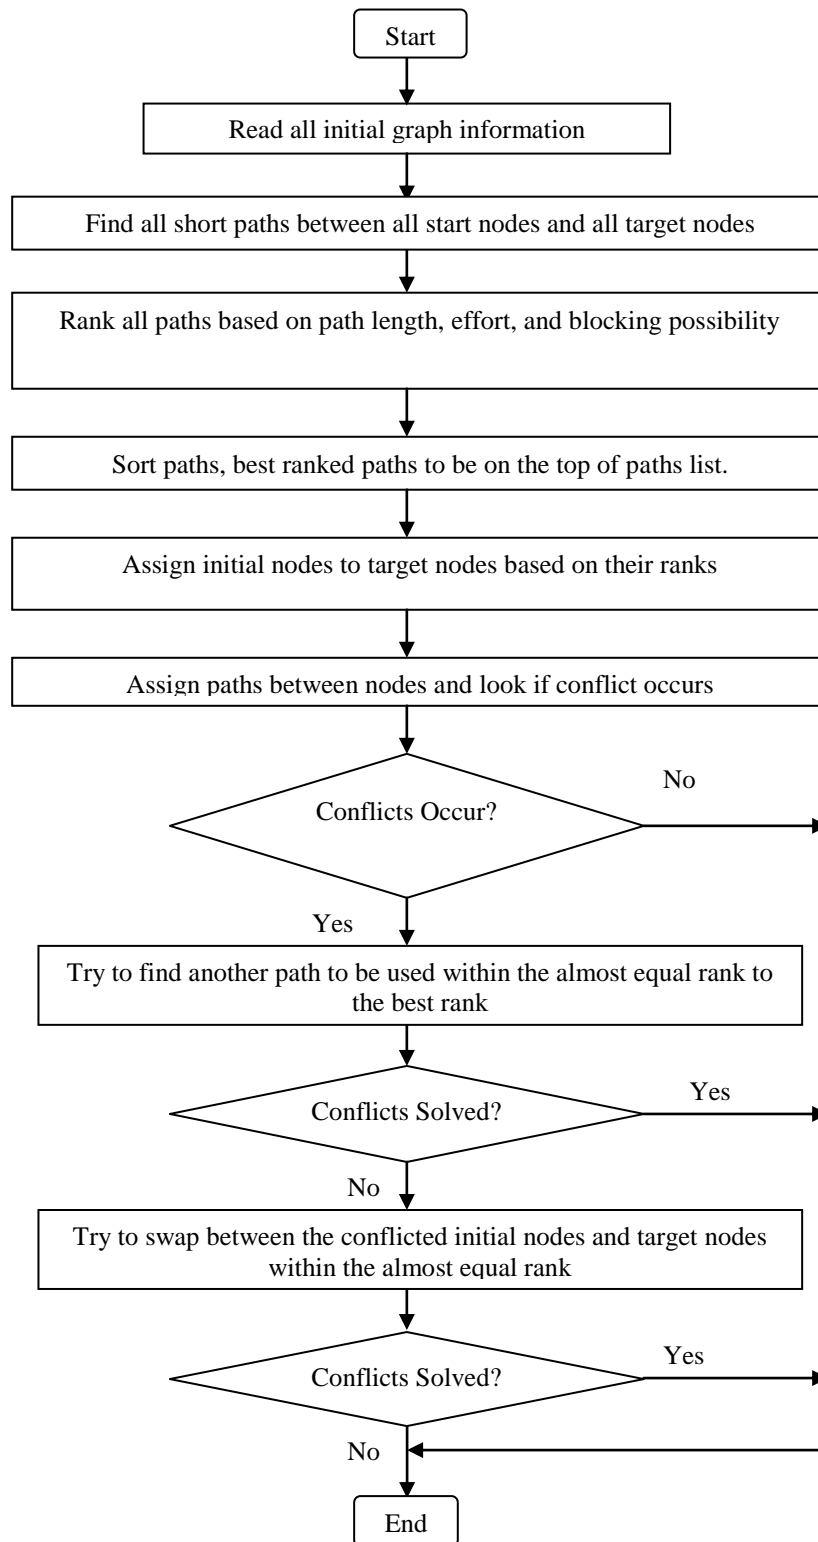 Start
Read all initial graph information
Find all short paths between all start nodes and all target nodes
Rank all paths based on path length, effort, and blocking possibility
Sort paths, best ranked paths to be on the top of paths list.
Assign initial nodes to target nodes based on their ranks
Assign paths between nodes and look if conflict occurs
No
Conflicts Occur?
Yes
Try to find another path to be used within the almost equal rank to
the best rank
Yes
Conflicts Solved?
No
Try to swap between the conflicted initial nodes and target nodes
within the almost equal rank
Yes
Conflicts Solved?
No
End